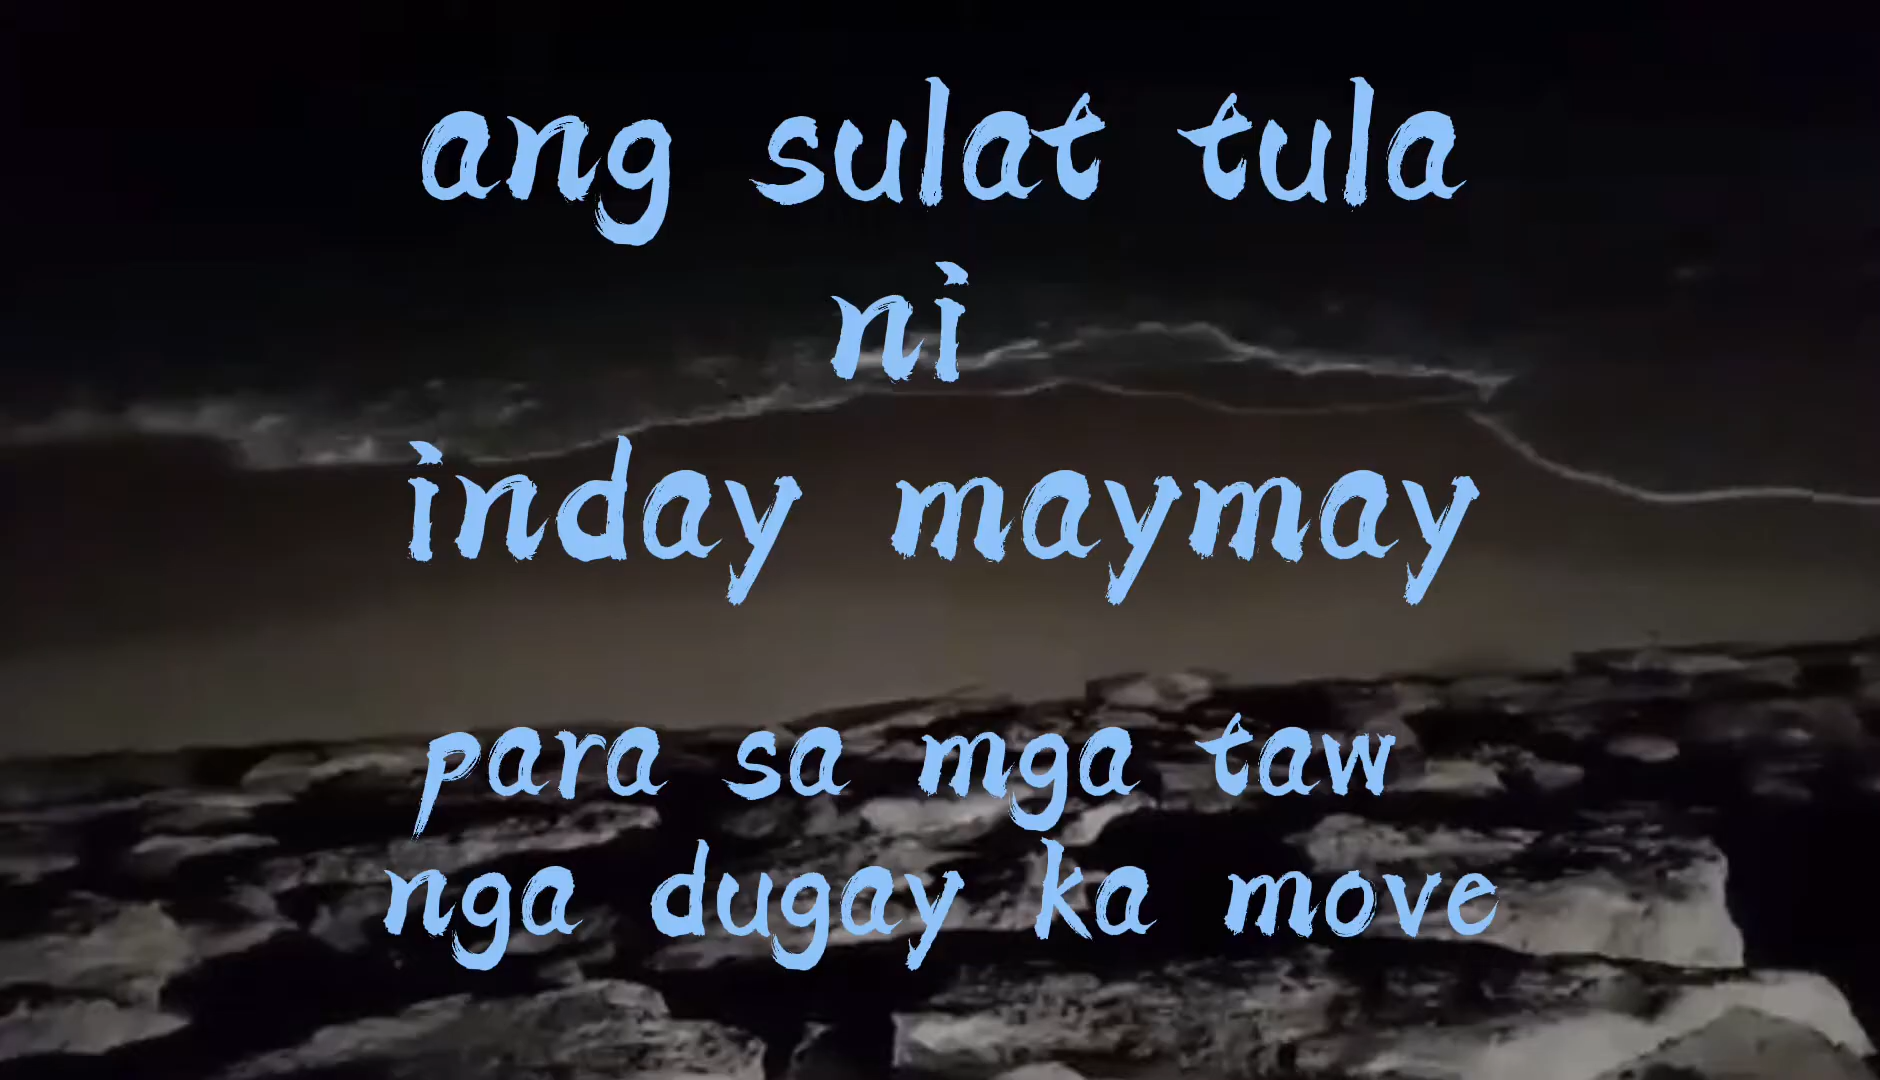 ang sulat tula
ni
inday maymay
para sa mga taw
nga dugay ka move